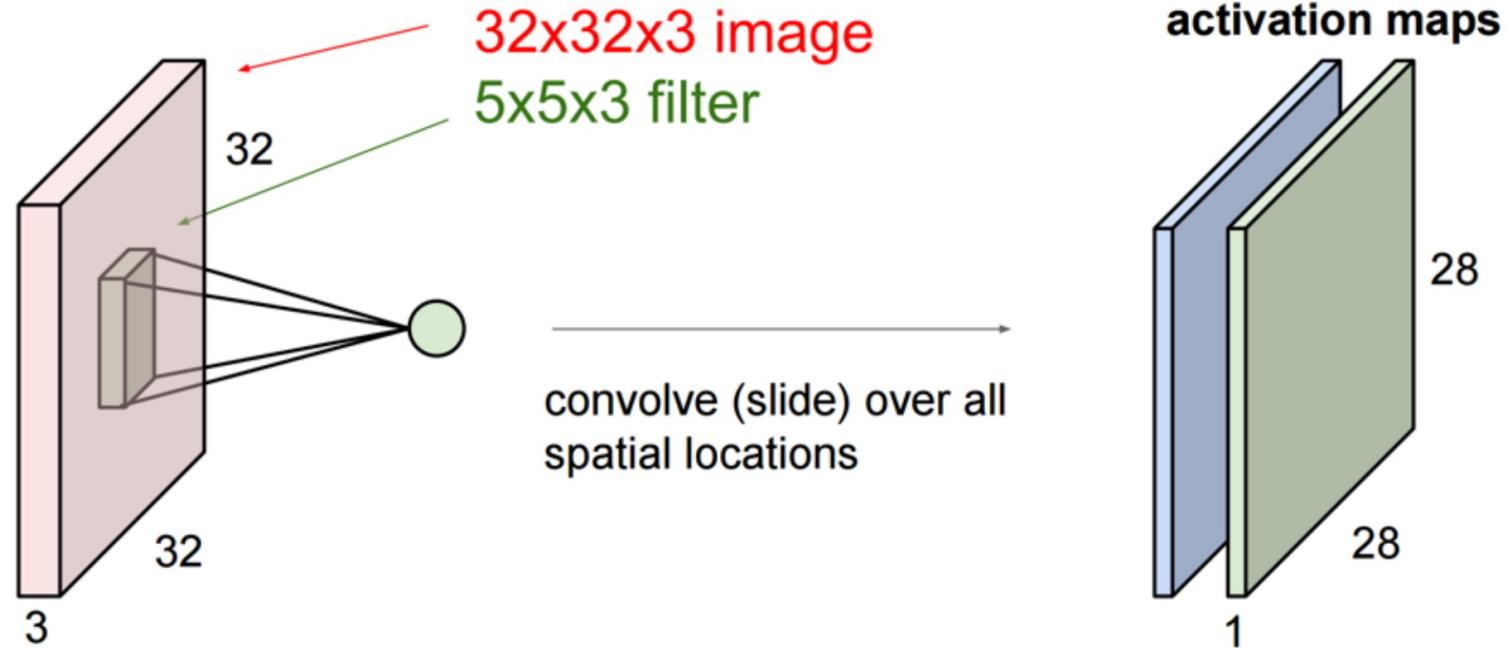 32x32x3 image
5x5x3 filter
32
32
3
convolve (slide) over all
spatial locations
activation maps
28
28
1